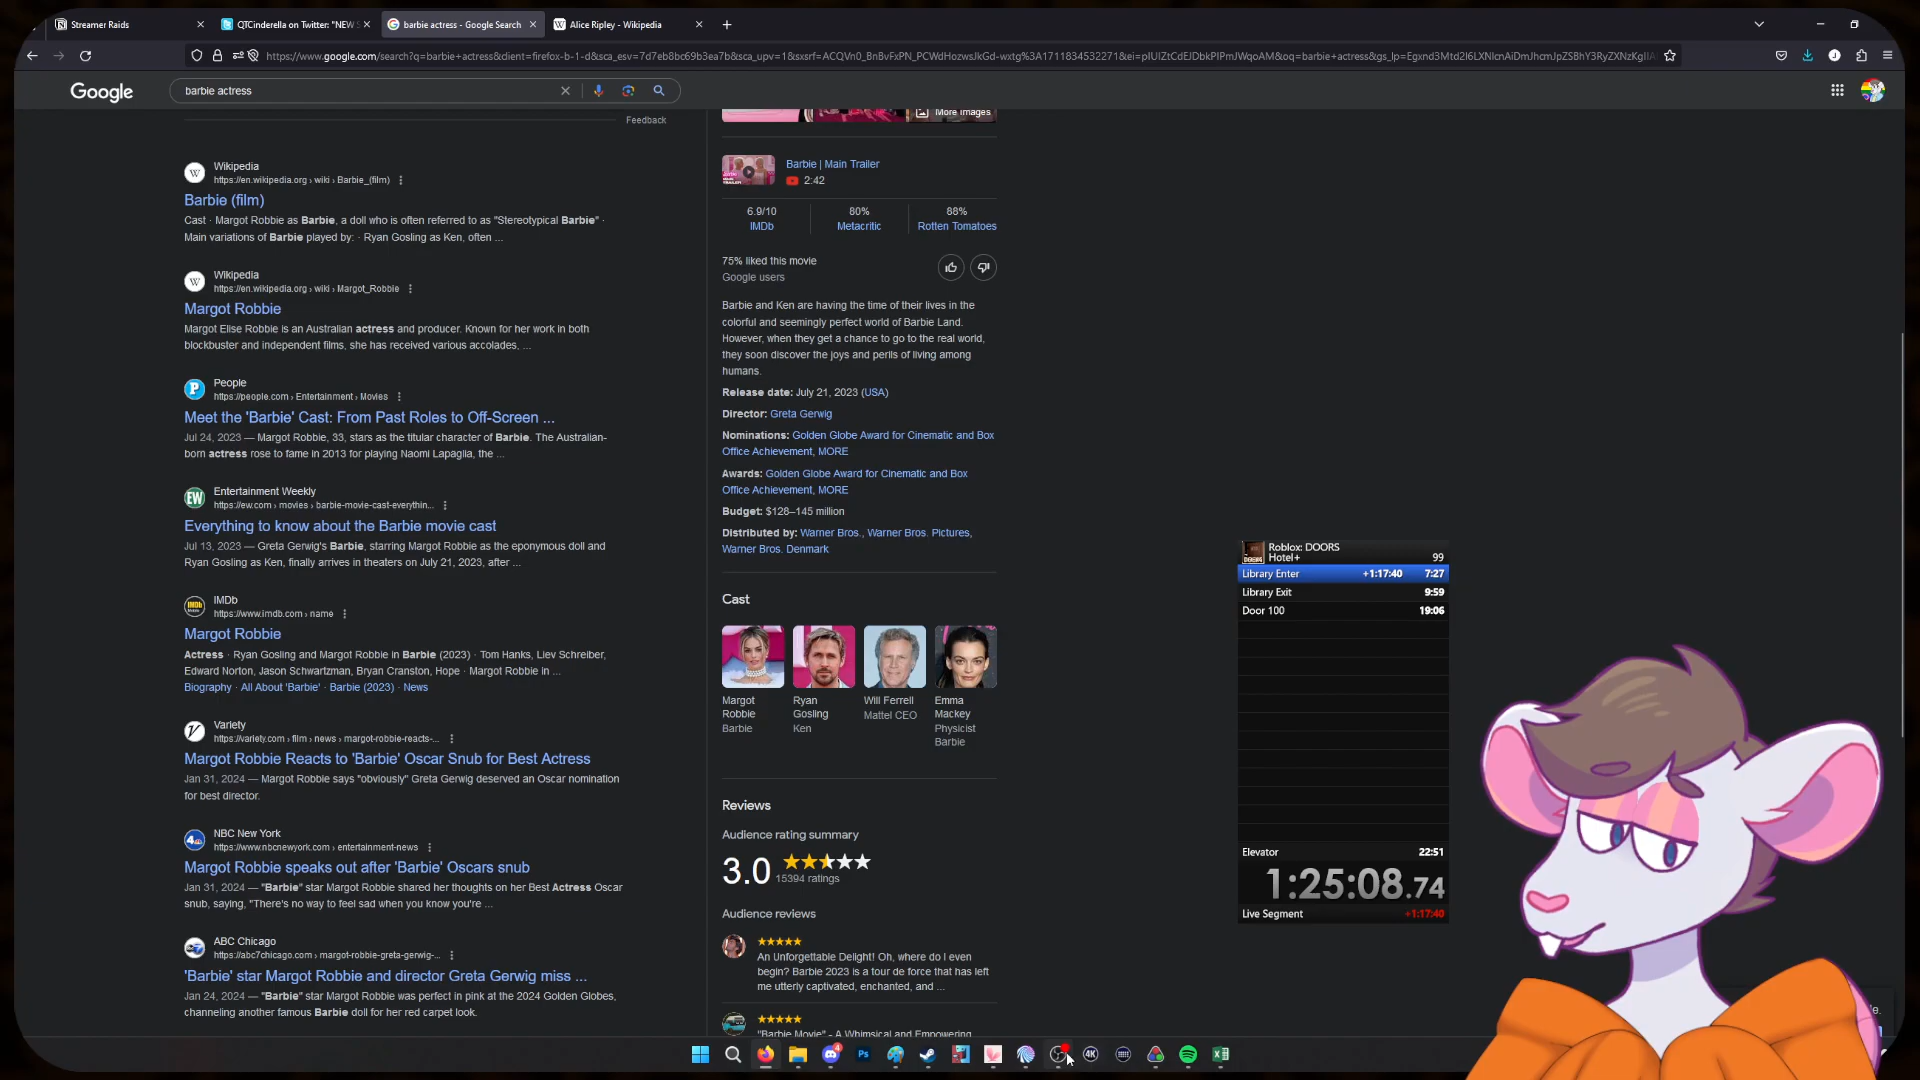 Streamer Raids
QTCinderella on Twitter: "NEW S
barbie actress - Google Search
Alice Ripley - Wikipedia
Google
barbie actress
Feedback
Wikipedia
https://en.wikipedia.org › wiki › Barbie_(film)
Barbie (film)
Cast · Margot Robbie as Barbie, a doll who is often referred to as "Stereotypical Barbie" ·
Main variations of Barbie played by: · Ryan Gosling as Ken, often ...
Wikipedia
https://en.wikipedia.org › wiki › Margot_Robbie
Margot Robbie
Margot Elise Robbie is an Australian actress and producer. Known for her work in both
blockbuster and independent films, she has received various accolades, ...
People
https://people.com › Entertainment › Movies
Meet the 'Barbie' Cast: From Past Roles to Off-Screen ...
Jul 24, 2023 — Margot Robbie, 33, stars as the titular character of Barbie. The Australian-
born actress rose to fame in 2013 for playing Naomi Lapaglia, the ...
EW
Entertainment Weekly
https://ew.com › movies › barbie-movie-cast-everythin...
Everything to know about the Barbie movie cast
Jul 13, 2023 — Greta Gerwig's Barbie, starring Margot Robbie as the eponymous doll and
Ryan Gosling as Ken, finally arrives in theaters on July 21, 2023, after ...
IMDb
https://www.imdb.com › name
Margot Robbie
Actress · Ryan Gosling and Margot Robbie in Barbie (2023) · Tom Hanks, Liev Schreiber,
Edward Norton, Jason Schwartzman, Bryan Cranston, Hope · Margot Robbie in ...
Biography · All About 'Barbie' · Barbie (2023) · News
Variety
https://variety.com › film › news › margot-robbie-reacts-...
Margot Robbie Reacts to 'Barbie' Oscar Snub for Best Actress
Jan 31, 2024 — Margot Robbie says "obviously" Greta Gerwig deserved an Oscar nomination
for best director.
NBC New York
https://www.nbcnewyork.com › entertainment-news
Margot Robbie speaks out after 'Barbie' Oscars snub
Jan 31, 2024 — "Barbie" star Margot Robbie shared her thoughts on her Best Actress Oscar
snub, saying, "There's no way to feel sad when you know you're ...
ABC Chicago
https://abc7chicago.com › margot-robbie-greta-gerwig-...
'Barbie' star Margot Robbie and director Greta Gerwig miss ...
Jan 24, 2024 — "Barbie" star Margot Robbie was perfect in pink at the 2024 Golden Globes,
channeling another famous Barbie doll for her red carpet look.
More images
Barbie | Main Trailer
2:42
6.9/10 80% 88%
IMDb Metacritic Rotten Tomatoes
75% liked this movie
Google users
Barbie and Ken are having the time of their lives in the
colorful and seemingly perfect world of Barbie Land.
However, when they get a chance to go to the real world,
they soon discover the joys and perils of living among
humans.
Release date: July 21, 2023 (USA)
Director: Greta Gerwig
Nominations: Golden Globe Award for Cinematic and Box
Office Achievement, MORE
Awards: Golden Globe Award for Cinematic and Box
Office Achievement, MORE
Budget: $128–145 million
Distributed by: Warner Bros., Warner Bros. Pictures,
Warner Bros. Denmark
Cast
Margot Robbie
Barbie
Ryan Gosling
Ken
Will Ferrell
Mattel CEO
Emma Mackey
Physicist Barbie
Reviews
Audience rating summary
3.0
15394 ratings
Audience reviews
An Unforgettable Delight! Oh, where do I even
begin? Barbie 2023 is a tour de force that has left
me utterly captivated, enchanted, and ...
"Barbie Movie" - A Whimsical and Empowering
Roblox: DOORS
Hotel+ 99
Library Enter +1:17:40 7:27
Library Exit 9:59
Door 100 19:06
Elevator 22:51
1:25:08.74
Live Segment +1:17:40
4
Ps
4K